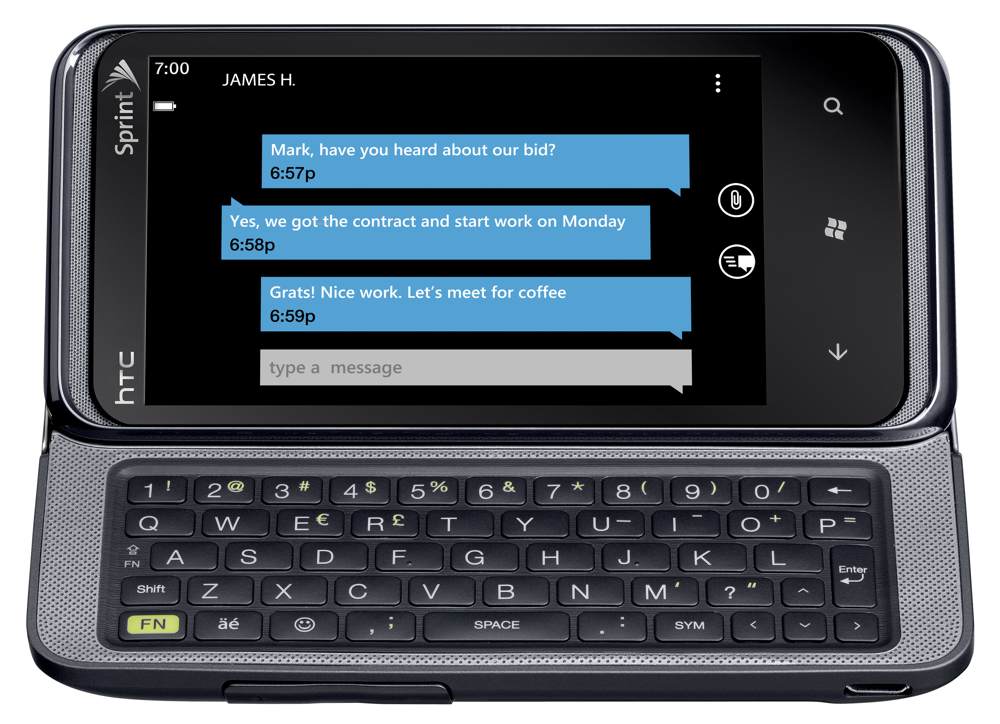 Sprint
hTC
7:00
JAMES H.
Mark, have you heard about our bid?
6:57p
Yes, we got the contract and start work on Monday
6:58p
Grats! Nice work. Let's meet for coffee
6:59p
type a message
1 ! 2 @ 3 # 4 $ 5 % 6 & 7 * 8 ( 9 ) 0 / ←
Q W E € R £ T Y U — I – O + P =
FN A S D F J G H J K L Enter
Shift Z X C V B N M ' ? " ^
FN äé ☺ , ; SPACE . : SYM < ﹀ >